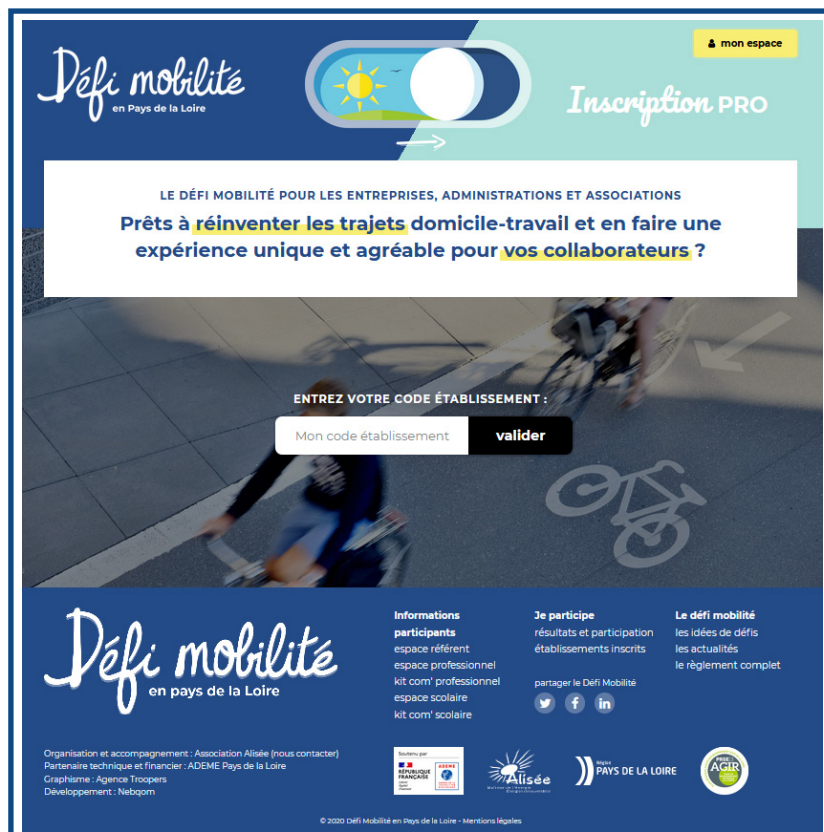 Défi mobilité
en Pays de la Loire
mon espace
Inscription PRO
LE DÉFI MOBILITÉ POUR LES ENTREPRISES, ADMINISTRATIONS ET ASSOCIATIONS
Prêts à réinventer les trajets domicile-travail et en faire une
expérience unique et agréable pour vos collaborateurs ?
ENTREZ VOTRE CODE ÉTABLISSEMENT :
Mon code établissement
valider
Défi mobilité
en pays de la Loire
Informations
participants
espace référent
espace professionnel
kit com' professionnel
espace scolaire
kit com' scolaire
Je participe
résultats et participation
établissements inscrits
partager le Défi Mobilité
Le défi mobilité
les idées de défis
les actualités
le règlement complet
Organisation et accompagnement : Association Alisée (nous contacter)
Partenaire technique et financier : ADEME Pays de la Loire
Graphisme : Agence Troopers
Développement : Nebqom
Soutenu par
RÉPUBLIQUE
FRANÇAISE
ADEME
Alisée
Région
PAYS DE LA LOIRE
AGIR
© 2020 Défi Mobilité en Pays de la Loire - Mentions légales